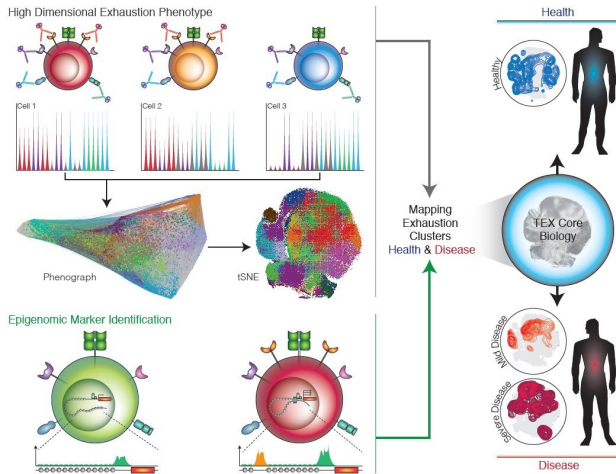 High Dimensional Exhaustion Phenotype
Cell 1
Cell 2
Cell 3
Phenograph
tSNE
Epigenomic Marker Identification
Mapping
Exhaustion
Clusters
Health & Disease
Health
Healthy
TEX Core
Biology
Mild Disease
Severe Disease
Disease